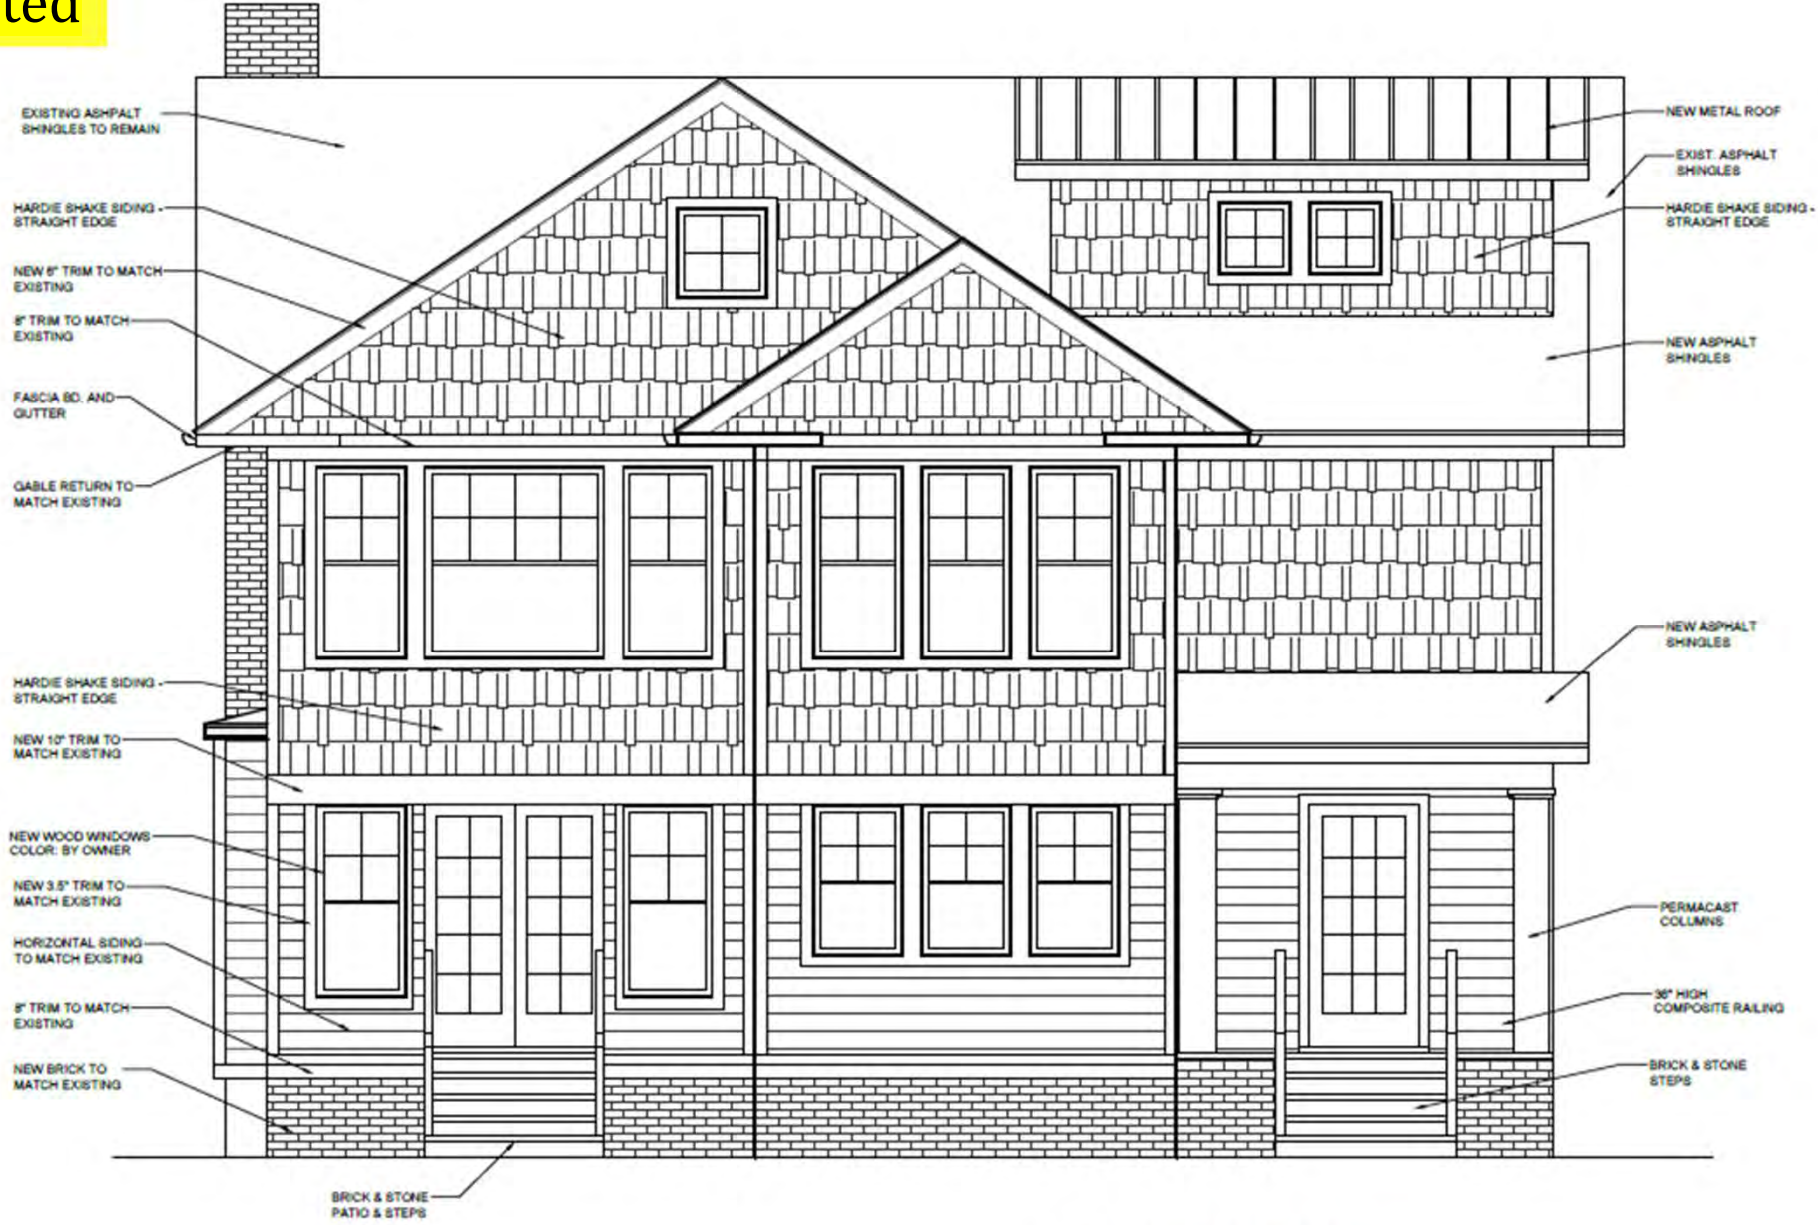 ted
EXISTING ASHPALT
SHINGLES TO REMAIN
HARDIE SHAKE SIDING -
STRAIGHT EDGE
NEW 6" TRIM TO MATCH
EXISTING
8" TRIM TO MATCH
EXISTING
FASCIA BD. AND
GUTTER
GABLE RETURN TO
MATCH EXISTING
HARDIE SHAKE SIDING -
STRAIGHT EDGE
NEW 10" TRIM TO
MATCH EXISTING
NEW WOOD WINDOWS
COLOR: BY OWNER
NEW 3.5" TRIM TO
MATCH EXISTING
HORIZONTAL SIDING
TO MATCH EXISTING
8" TRIM TO MATCH
EXISTING
NEW BRICK TO
MATCH EXISTING
BRICK & STONE
PATIO & STEPS
NEW METAL ROOF
EXIST. ASPHALT
SHINGLES
HARDIE SHAKE SIDING -
STRAIGHT EDGE
NEW ASPHALT
SHINGLES
NEW ASPHALT
SHINGLES
PERMACAST
COLUMNS
36" HIGH
COMPOSITE RAILING
BRICK & STONE
STEPS